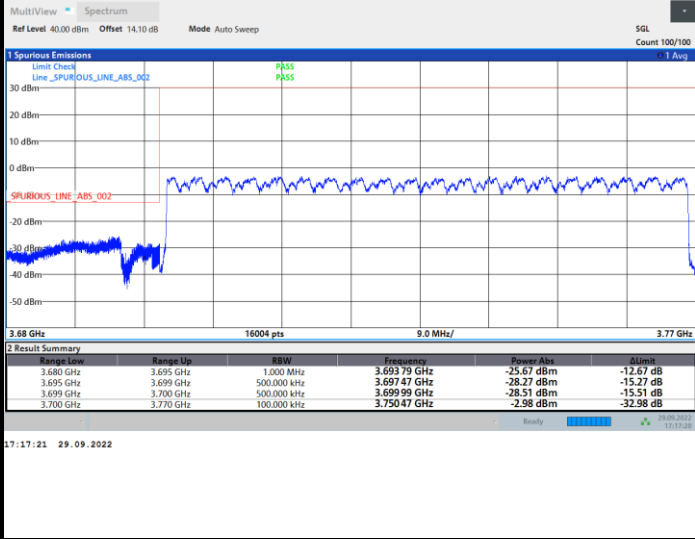 MultiView Spectrum
Ref Level 40.00 dBm Offset 14.10 dB Mode Auto Sweep SGL
Count 100/100
1 Spurious Emissions 1 Avg
Limit Check PASS
Line _SPURIOUS_LINE_ABS_002 PASS
30 dBm
20 dBm
10 dBm
0 dBm
_SPURIOUS_LINE_ABS_002
-20 dBm
-30 dBm
-40 dBm
-50 dBm
3.68 GHz 16004 pts 9.0 MHz/ 3.77 GHz
2 Result Summary
Range Low Range Up RBW Frequency Power Abs ΔLimit
3.680 GHz 3.695 GHz 1.000 MHz 3.693 79 GHz -25.67 dBm -12.67 dB
3.695 GHz 3.699 GHz 500.000 kHz 3.697 47 GHz -28.27 dBm -15.27 dB
3.699 GHz 3.700 GHz 500.000 kHz 3.699 99 GHz -28.51 dBm -15.51 dB
3.700 GHz 3.770 GHz 100.000 kHz 3.750 47 GHz -2.98 dBm -32.98 dB
Ready 29.09.2022
17:17:20
17:17:21 29.09.2022